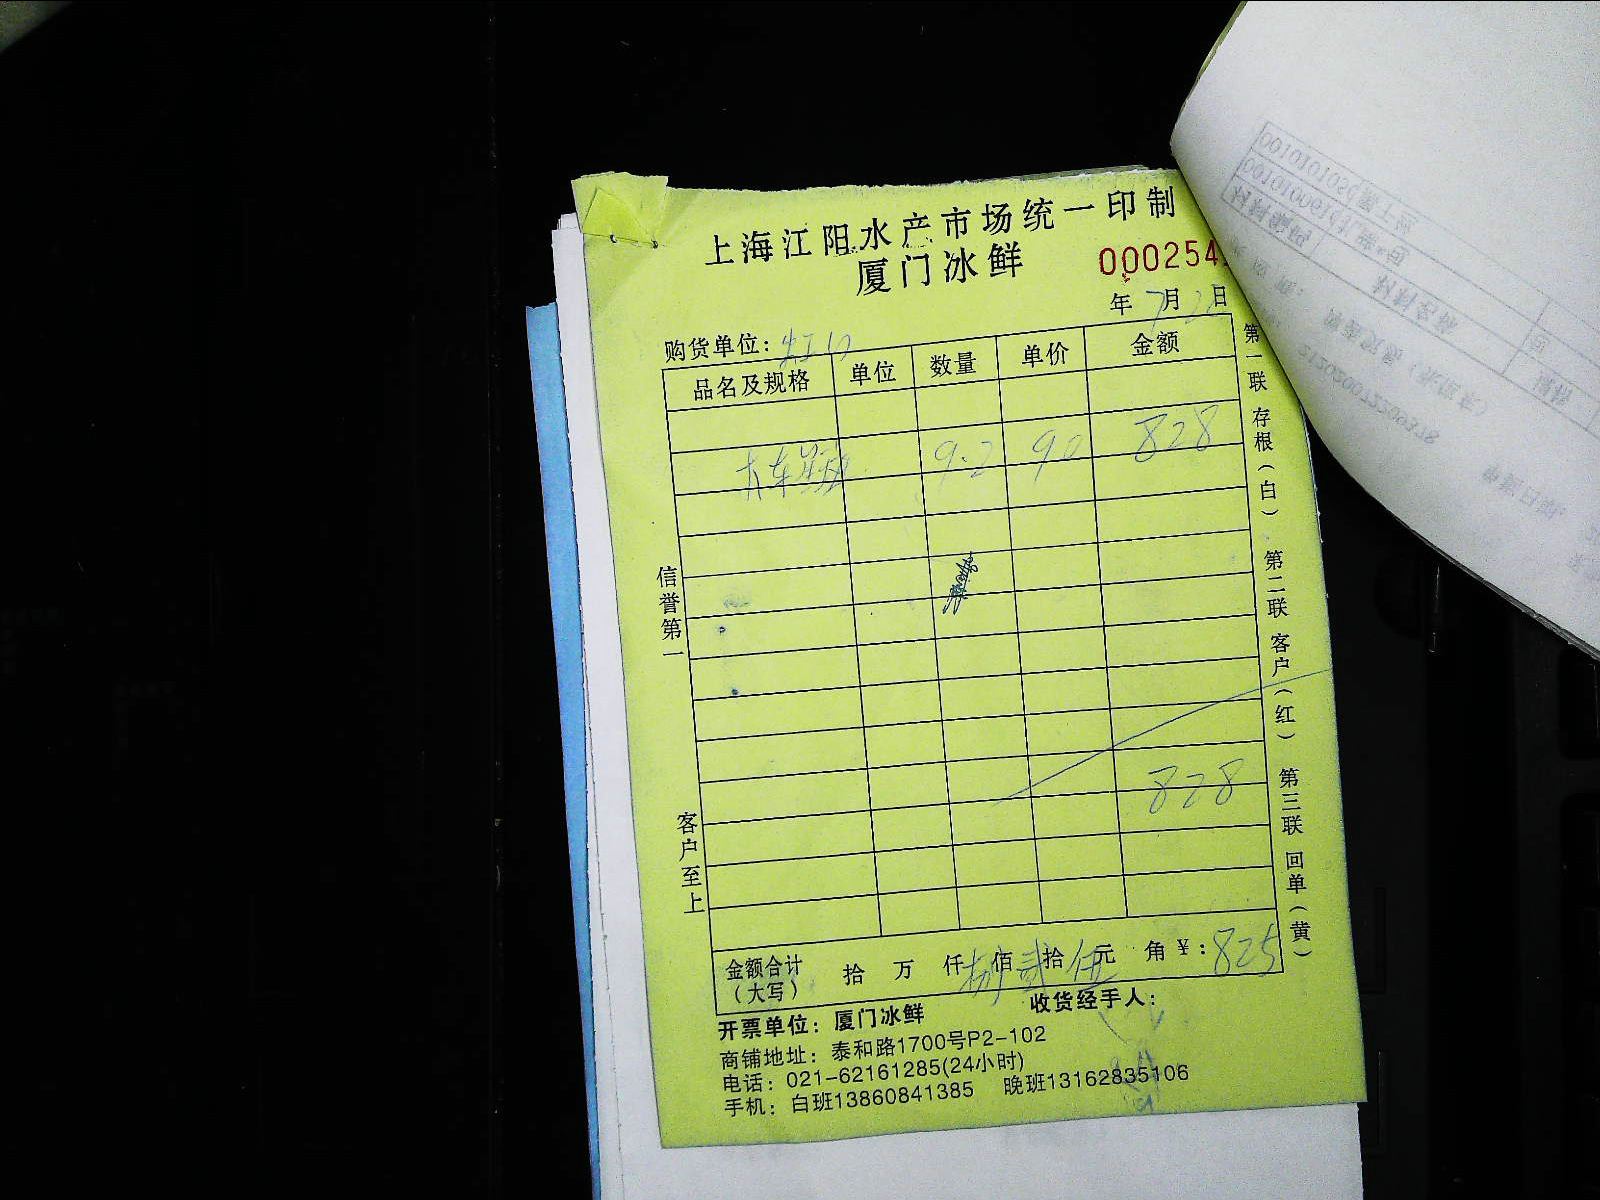 上海江阳水产市场统一印制
厦门冰鲜
000254
年 7月 日
购货单位: 虹口
品名及规格 单位 数量 单价 金额
9.2 90 828
828
信誉第一
客户至上
第一联 存根(白) 第二联 客户(红) 第三联 回单(黄)
金额合计(大写) 拾 万 仟 捌佰 贰拾 伍元 角 ¥: 825
开票单位: 厦门冰鲜 收货经手人:
商铺地址: 泰和路1700号P2-102
电话: 021-62161285(24小时)
手机: 白班13860841385 晚班13162835106